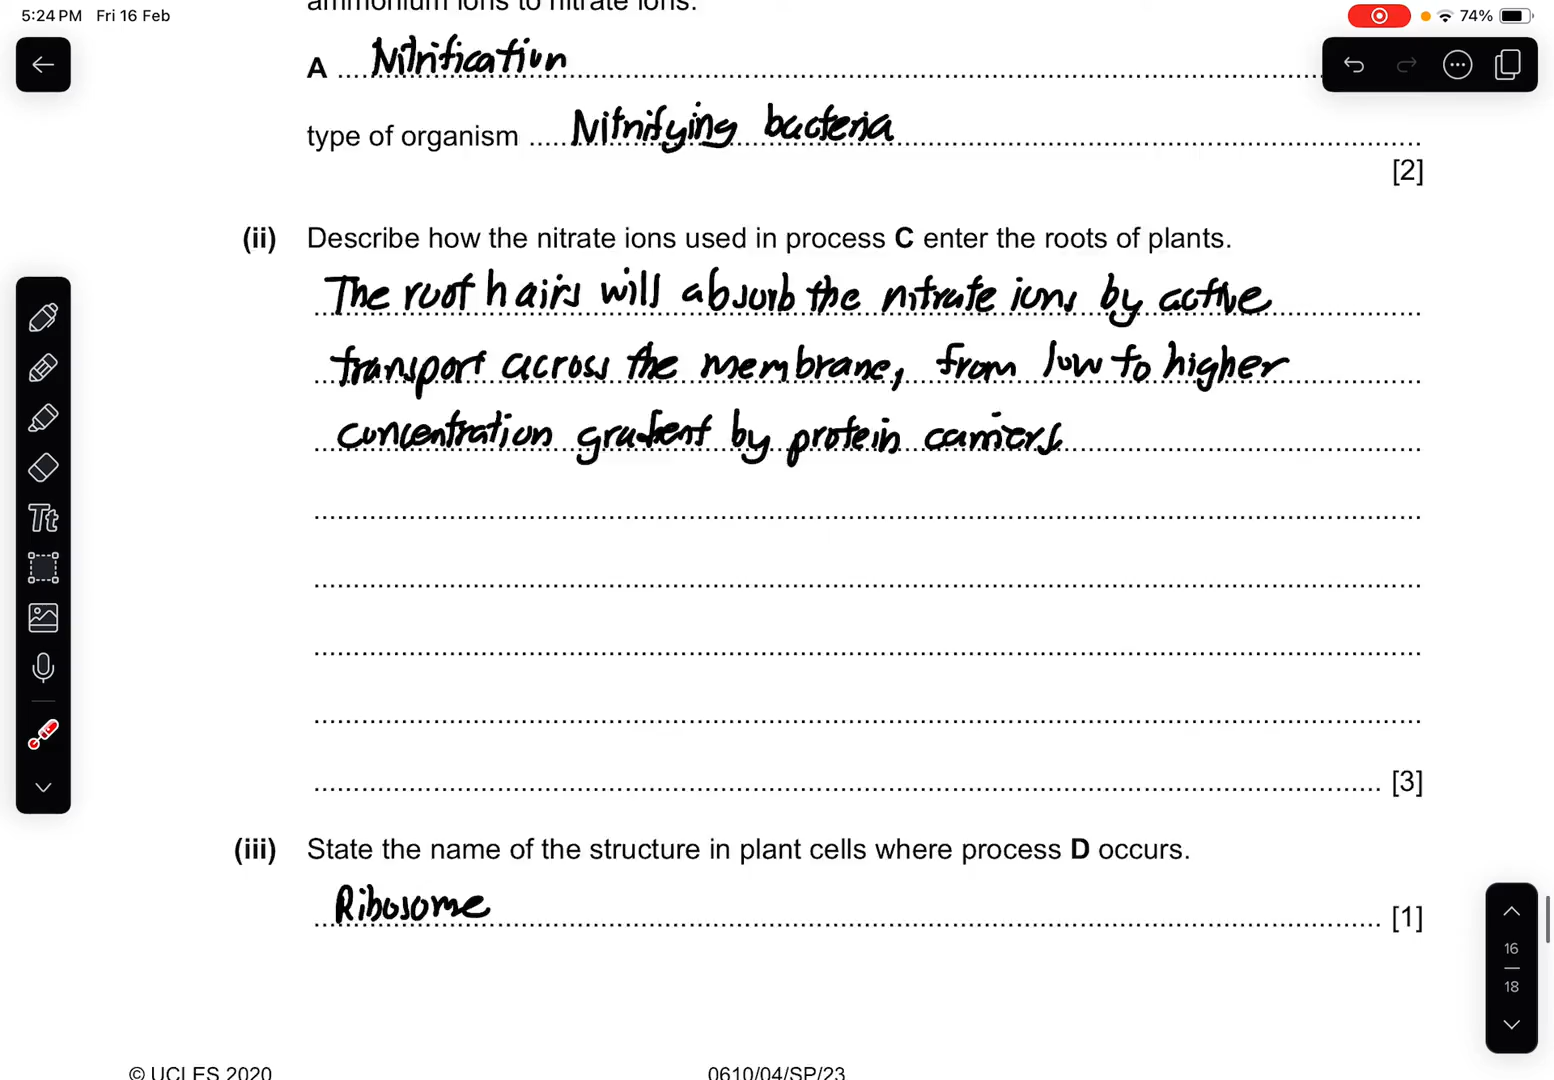 5:24 PM Fri 16 Feb
74%
ammonium ions to nitrate ions.
A Nitrification
type of organism Nitrifying bacteria
[2]
(ii) Describe how the nitrate ions used in process C enter the roots of plants.
The root hairs will absorb the nitrate ions by active
transport across the membrane, from low to higher
concentration gradient by protein carriers
[3]
(iii) State the name of the structure in plant cells where process D occurs.
Ribosome [1]
Tt
16
18
© UCLES 2020 0610/04/SP/23